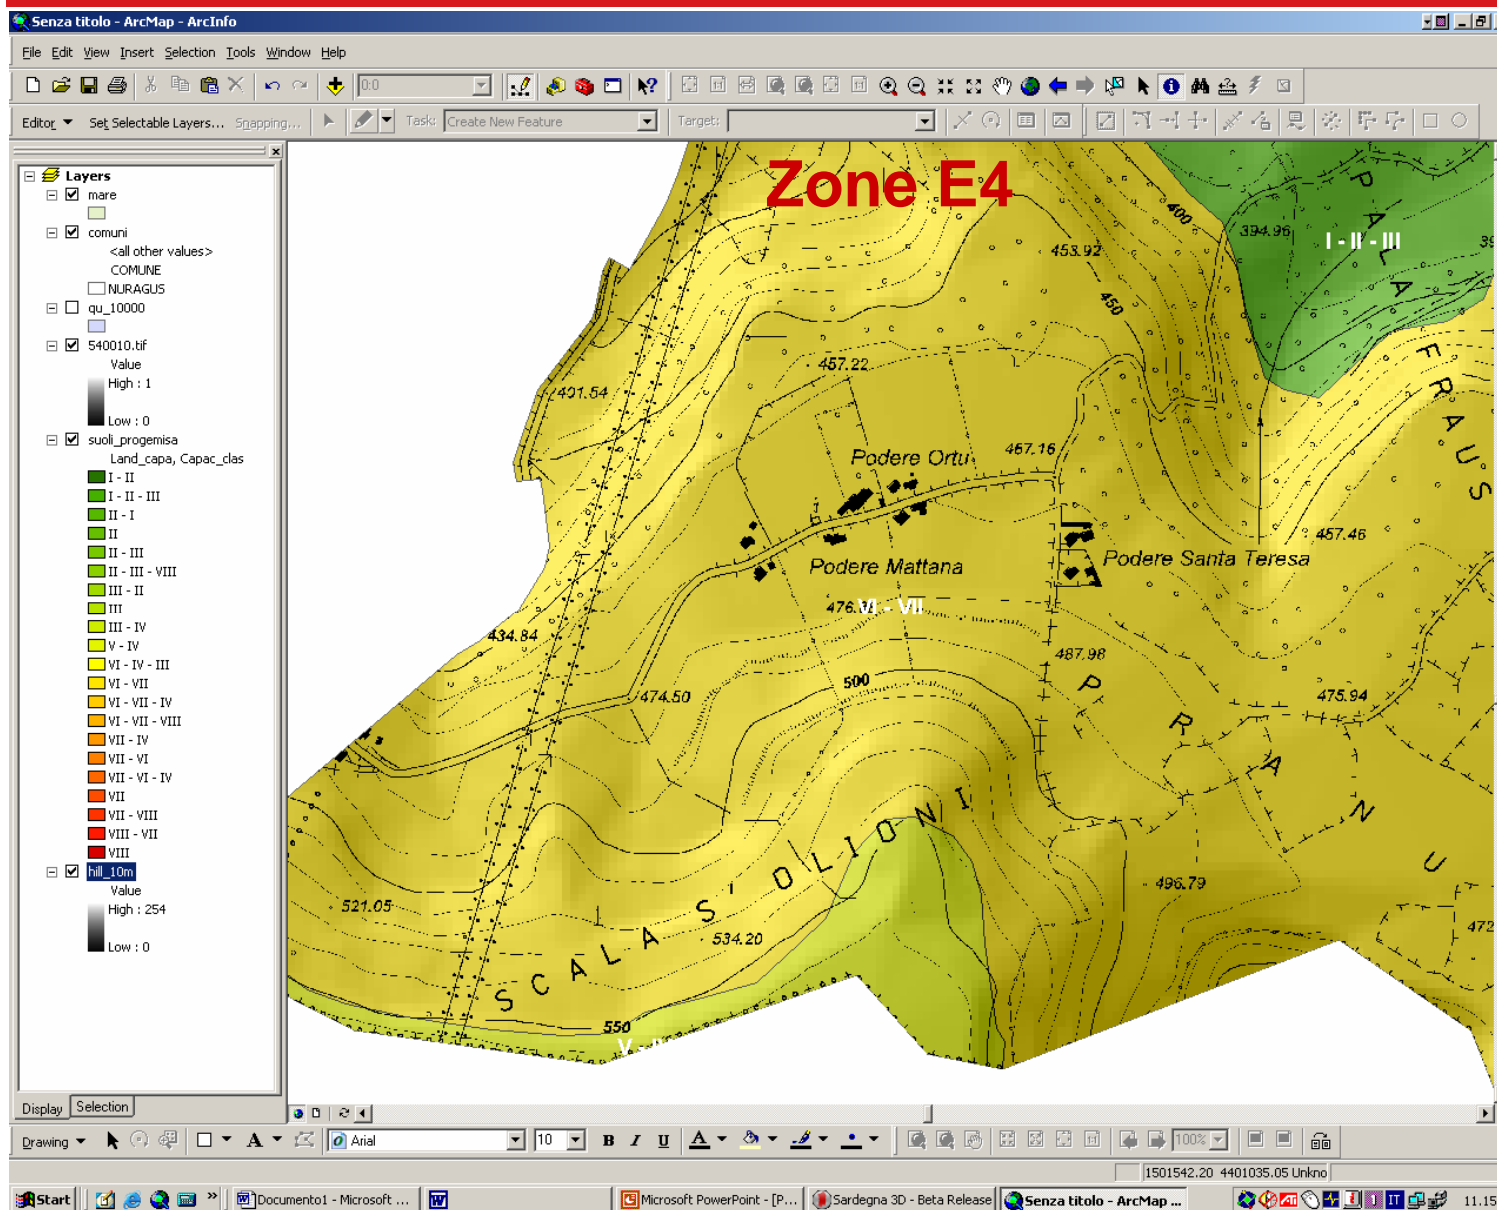 Senza titolo - ArcMap - ArcInfo
File Edit View Insert Selection Tools Window Help
0:0
Editor Set Selectable Layers... Snapping... Task: Create New Feature Target:
Layers
mare
comuni
<all other values>
COMUNE
NURAGUS
qu_10000
540010.tif
Value
High : 1
Low : 0
suoli_progemisa
Land_capa, Capac_clas
I - II
I - II - III
II - I
II
II - III
II - III - VIII
III - II
III
III - IV
V - IV
VI - IV - III
VI - VII
VI - VII - IV
VI - VII - VIII
VII - IV
VII - VI
VII - VI - IV
VII
VII - VIII
VIII - VII
VIII
hill_10m
Value
High : 254
Low : 0
Zone E4
PALA FRAUS
400
394.96
I - II - III
453.92
450
457.22
401.54
Podere Ortu
467.16
457.46
Podere Mattana
Podere Santa Teresa
VI - VII
434.84
487.98
500
474.50
475.94
PRANU
SCALA S'OLIONI
496.79
521.05
534.20
472
550
Display Selection
Drawing A Arial 10 B I U A 100%
1501542.20 4401035.05 Unkno
Start Documento1 - Microsoft ... Microsoft PowerPoint - [P... Sardegna 3D - Beta Release Senza titolo - ArcMap ... IT 11.15